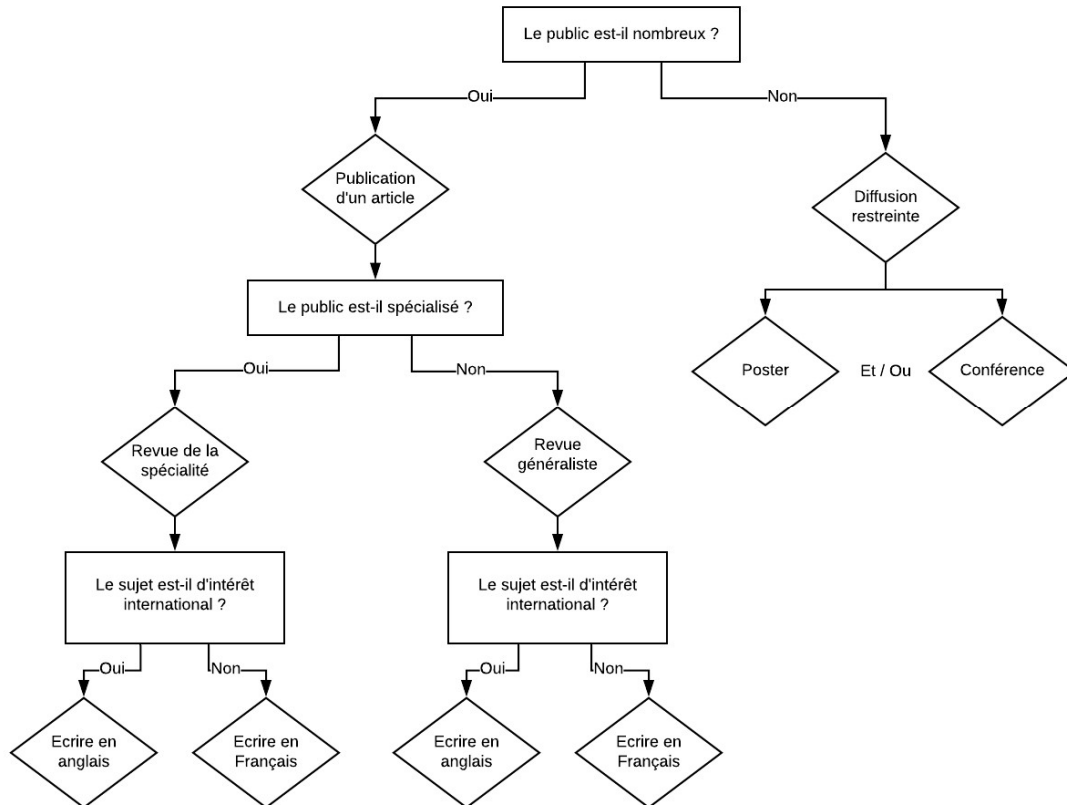 Le public est-il nombreux ?
Oui
Non
Publication
d'un article
Diffusion
restreinte
Le public est-il spécialisé ?
Oui
Non
Poster
Et / Ou
Conférence
Revue de la
spécialité
Revue
généraliste
Le sujet est-il d'intérêt
international ?
Le sujet est-il d'intérêt
international ?
Oui
Non
Oui
Non
Ecrire en
anglais
Ecrire en
Français
Ecrire en
anglais
Ecrire en
Français